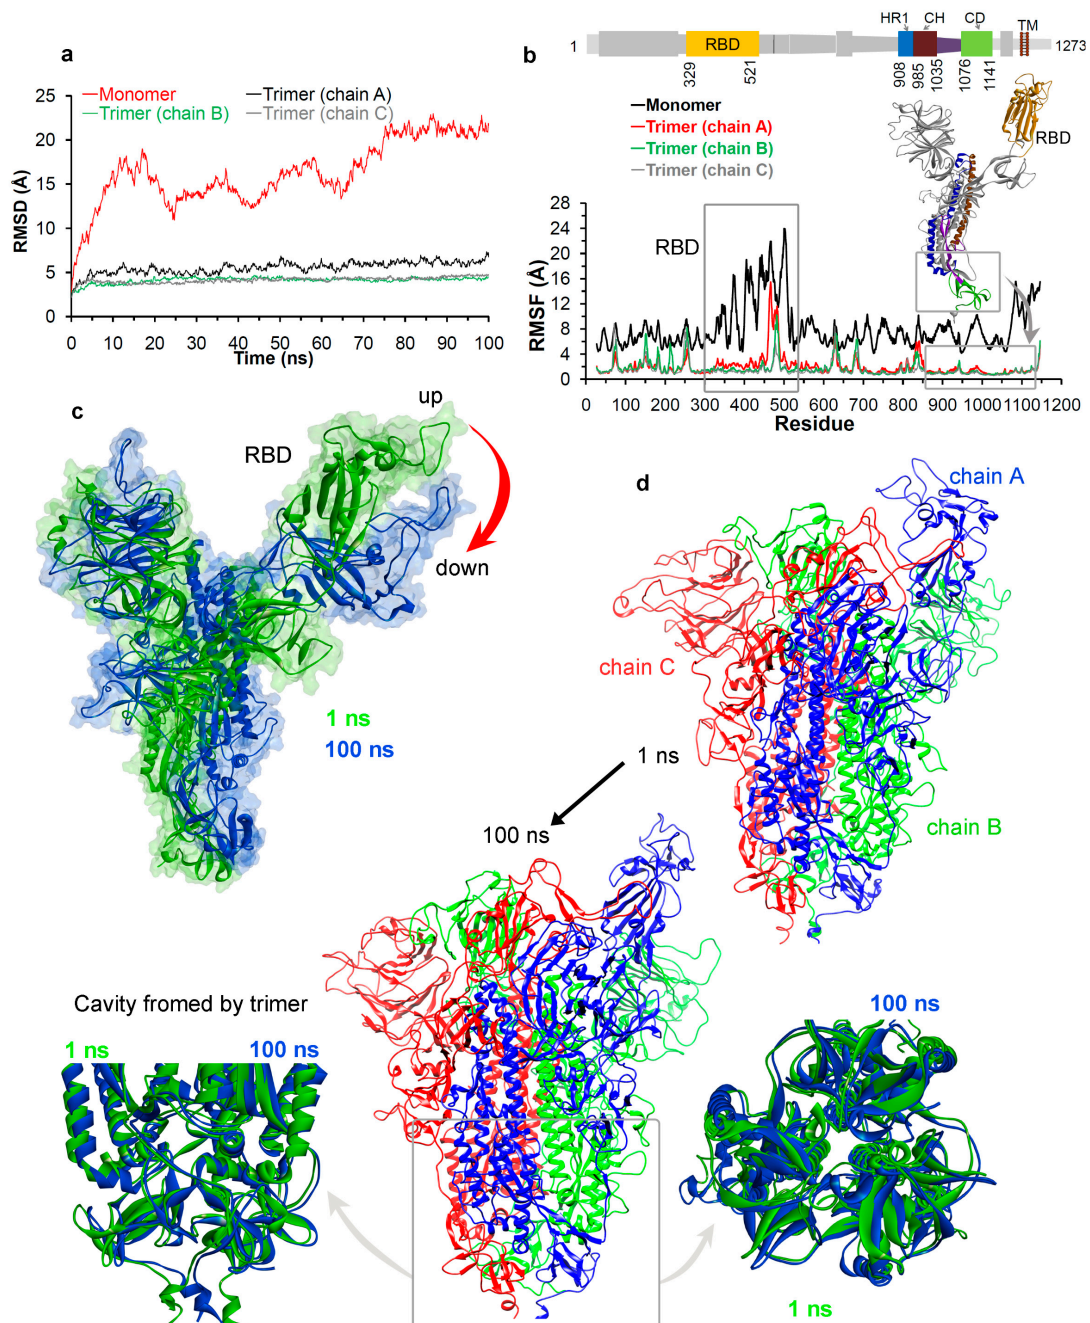 a
25
20
15
10
5
0
RMSD (Å)
Monomer
Trimer (chain A)
Trimer (chain B)
Trimer (chain C)
0 10 20 30 40 50 60 70 80 90 100
Time (ns)
b
1
RBD
HR1
CH
CD
TM
1273
329
521
908
985
1035
1076
1141
Monomer
Trimer (chain A)
Trimer (chain B)
Trimer (chain C)
RBD
RBD
28
24
20
16
12
8
4
0
RMSF (Å)
0 100 200 300 400 500 600 700 800 900 1000 1100 1200
Residue
c
up
RBD
down
1 ns
100 ns
d
chain A
chain C
chain B
1 ns
100 ns
Cavity fromed by trimer
1 ns
100 ns
100 ns
1 ns